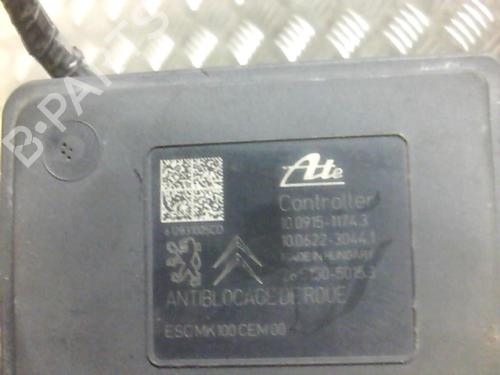 B-PARTS
Ate
Controller
10.0915-1174.3
10.0622-3044.1
MADE IN HUNGARY
ANTIBLOCAGE DE ROUE
ESC MK100 CEM 00